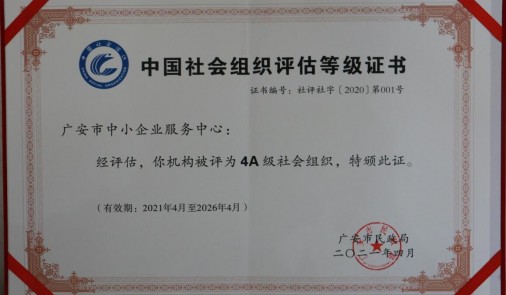 中国社会组织评估等级证书
证书编号：社评社字〔2020〕第001号
广安市中小企业服务中心：
经评估，你机构被评为 4A 级社会组织，特颁此证。
（有效期：2021年4月至2026年4月）
广安市民政局
二〇二一年四月